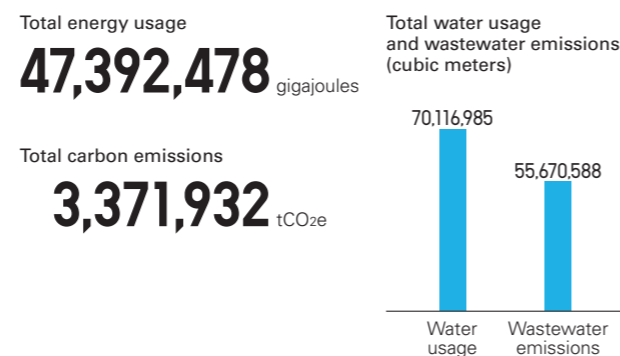 Total energy usage
47,392,478 gigajoules
Total carbon emissions
3,371,932 tCO2e
Total water usage
and wastewater emissions
(cubic meters)
70,116,985
55,670,588
Water
usage
Wastewater
emissions